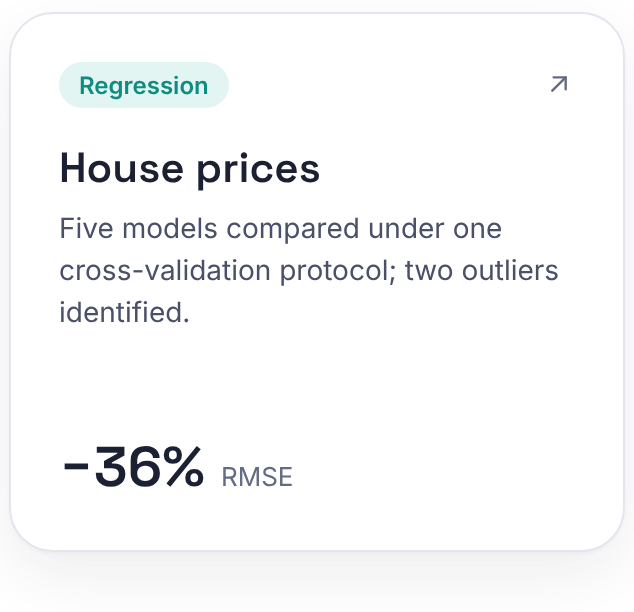 Regression
House prices
Five models compared under one
cross-validation protocol; two outliers
identified.
−36% RMSE